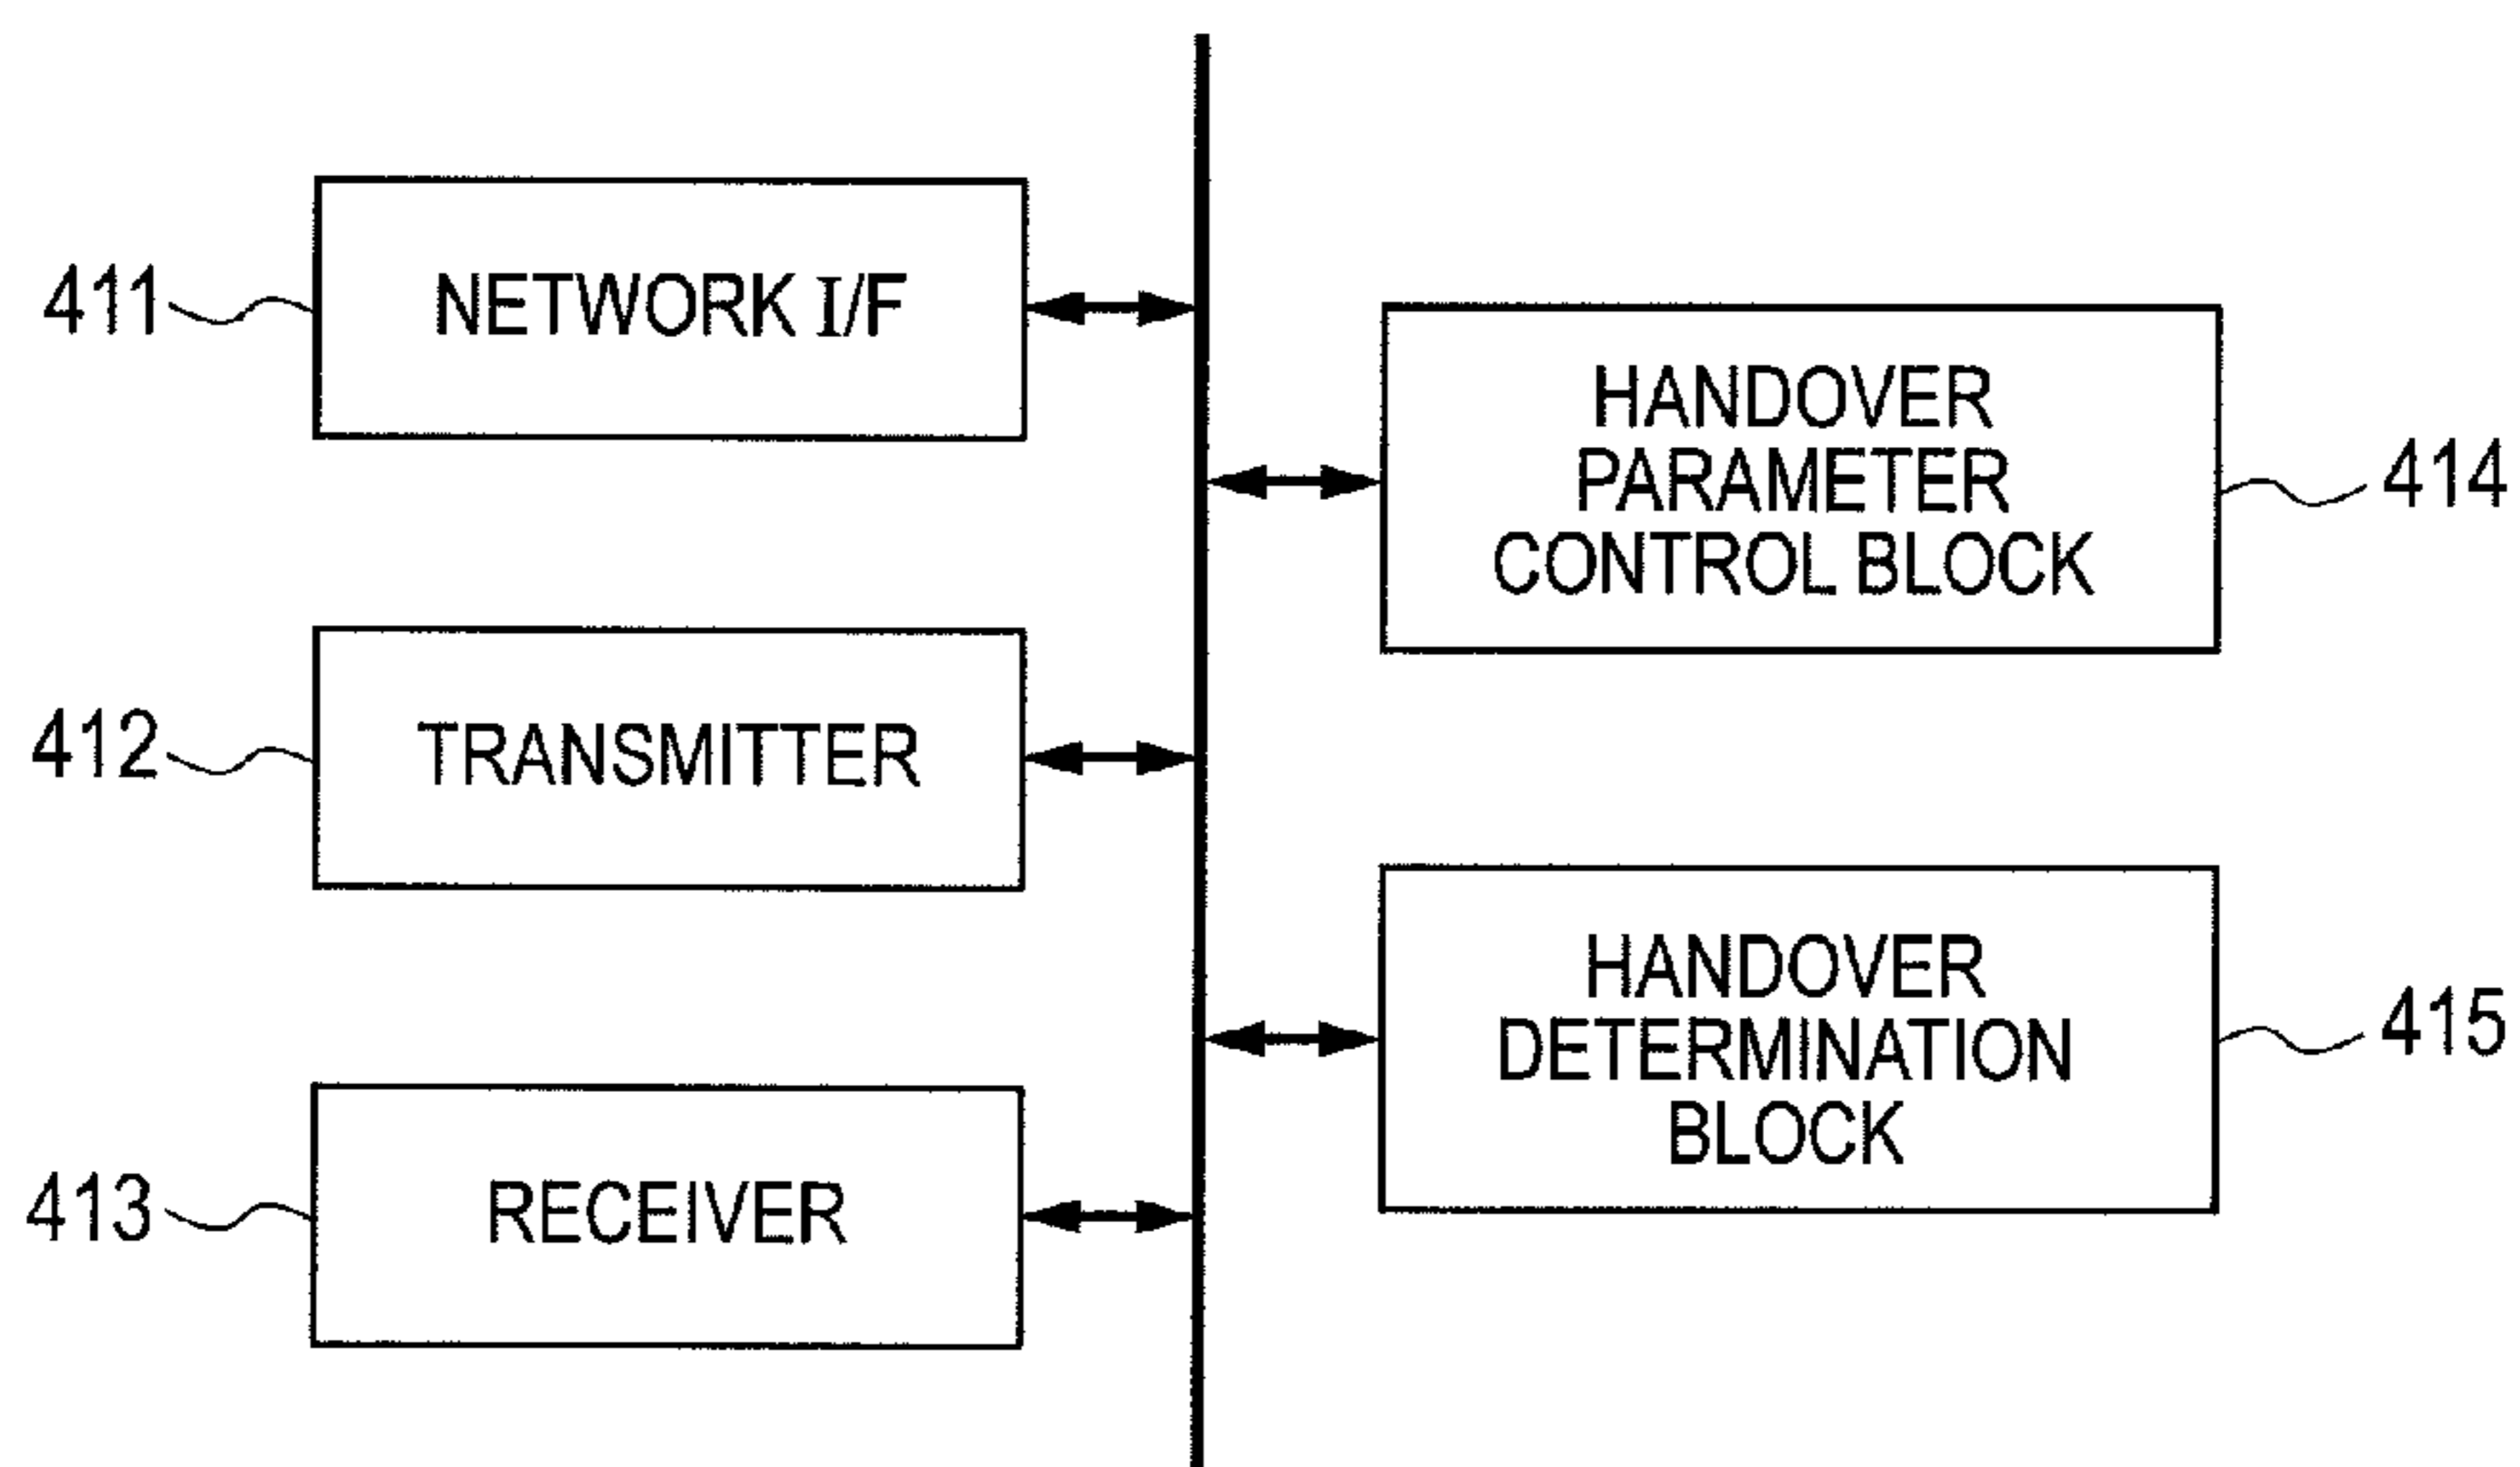 411
NETWORK I/F
412
TRANSMITTER
413
RECEIVER
HANDOVER
PARAMETER
CONTROL BLOCK
414
HANDOVER
DETERMINATION
BLOCK
415